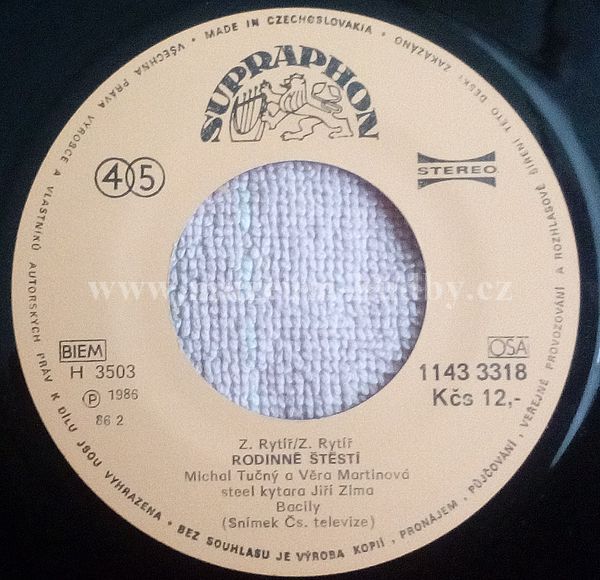 • VŠECHNA PRÁVA VÝROBCE A VLASTNÍKŮ AUTORSKÝCH PRÁV K DÍLU JSOU VYHRAZENA • BEZ SOUHLASU JE VÝROBA KOPIÍ, PRONÁJEM, PŮJČOVÁNÍ, VEŘEJNÉ PROVOZOVÁNÍ A ROZHLASOVÉ ŠÍŘENÍ TÉTO DESKY ZAKÁZÁNO • MADE IN CZECHOSLOVAKIA
SUPRAPHON
45
STEREO
BIEM
H 3503
Ⓟ 1986
86 2
OSA
1143 3318
Kčs 12,-
Z. Rytíř/Z. Rytíř
RODINNÉ ŠTĚSTÍ
Michal Tučný a Věra Martinová
steel kytara Jiří Zima
Bacily
(Snímek Čs. televize)